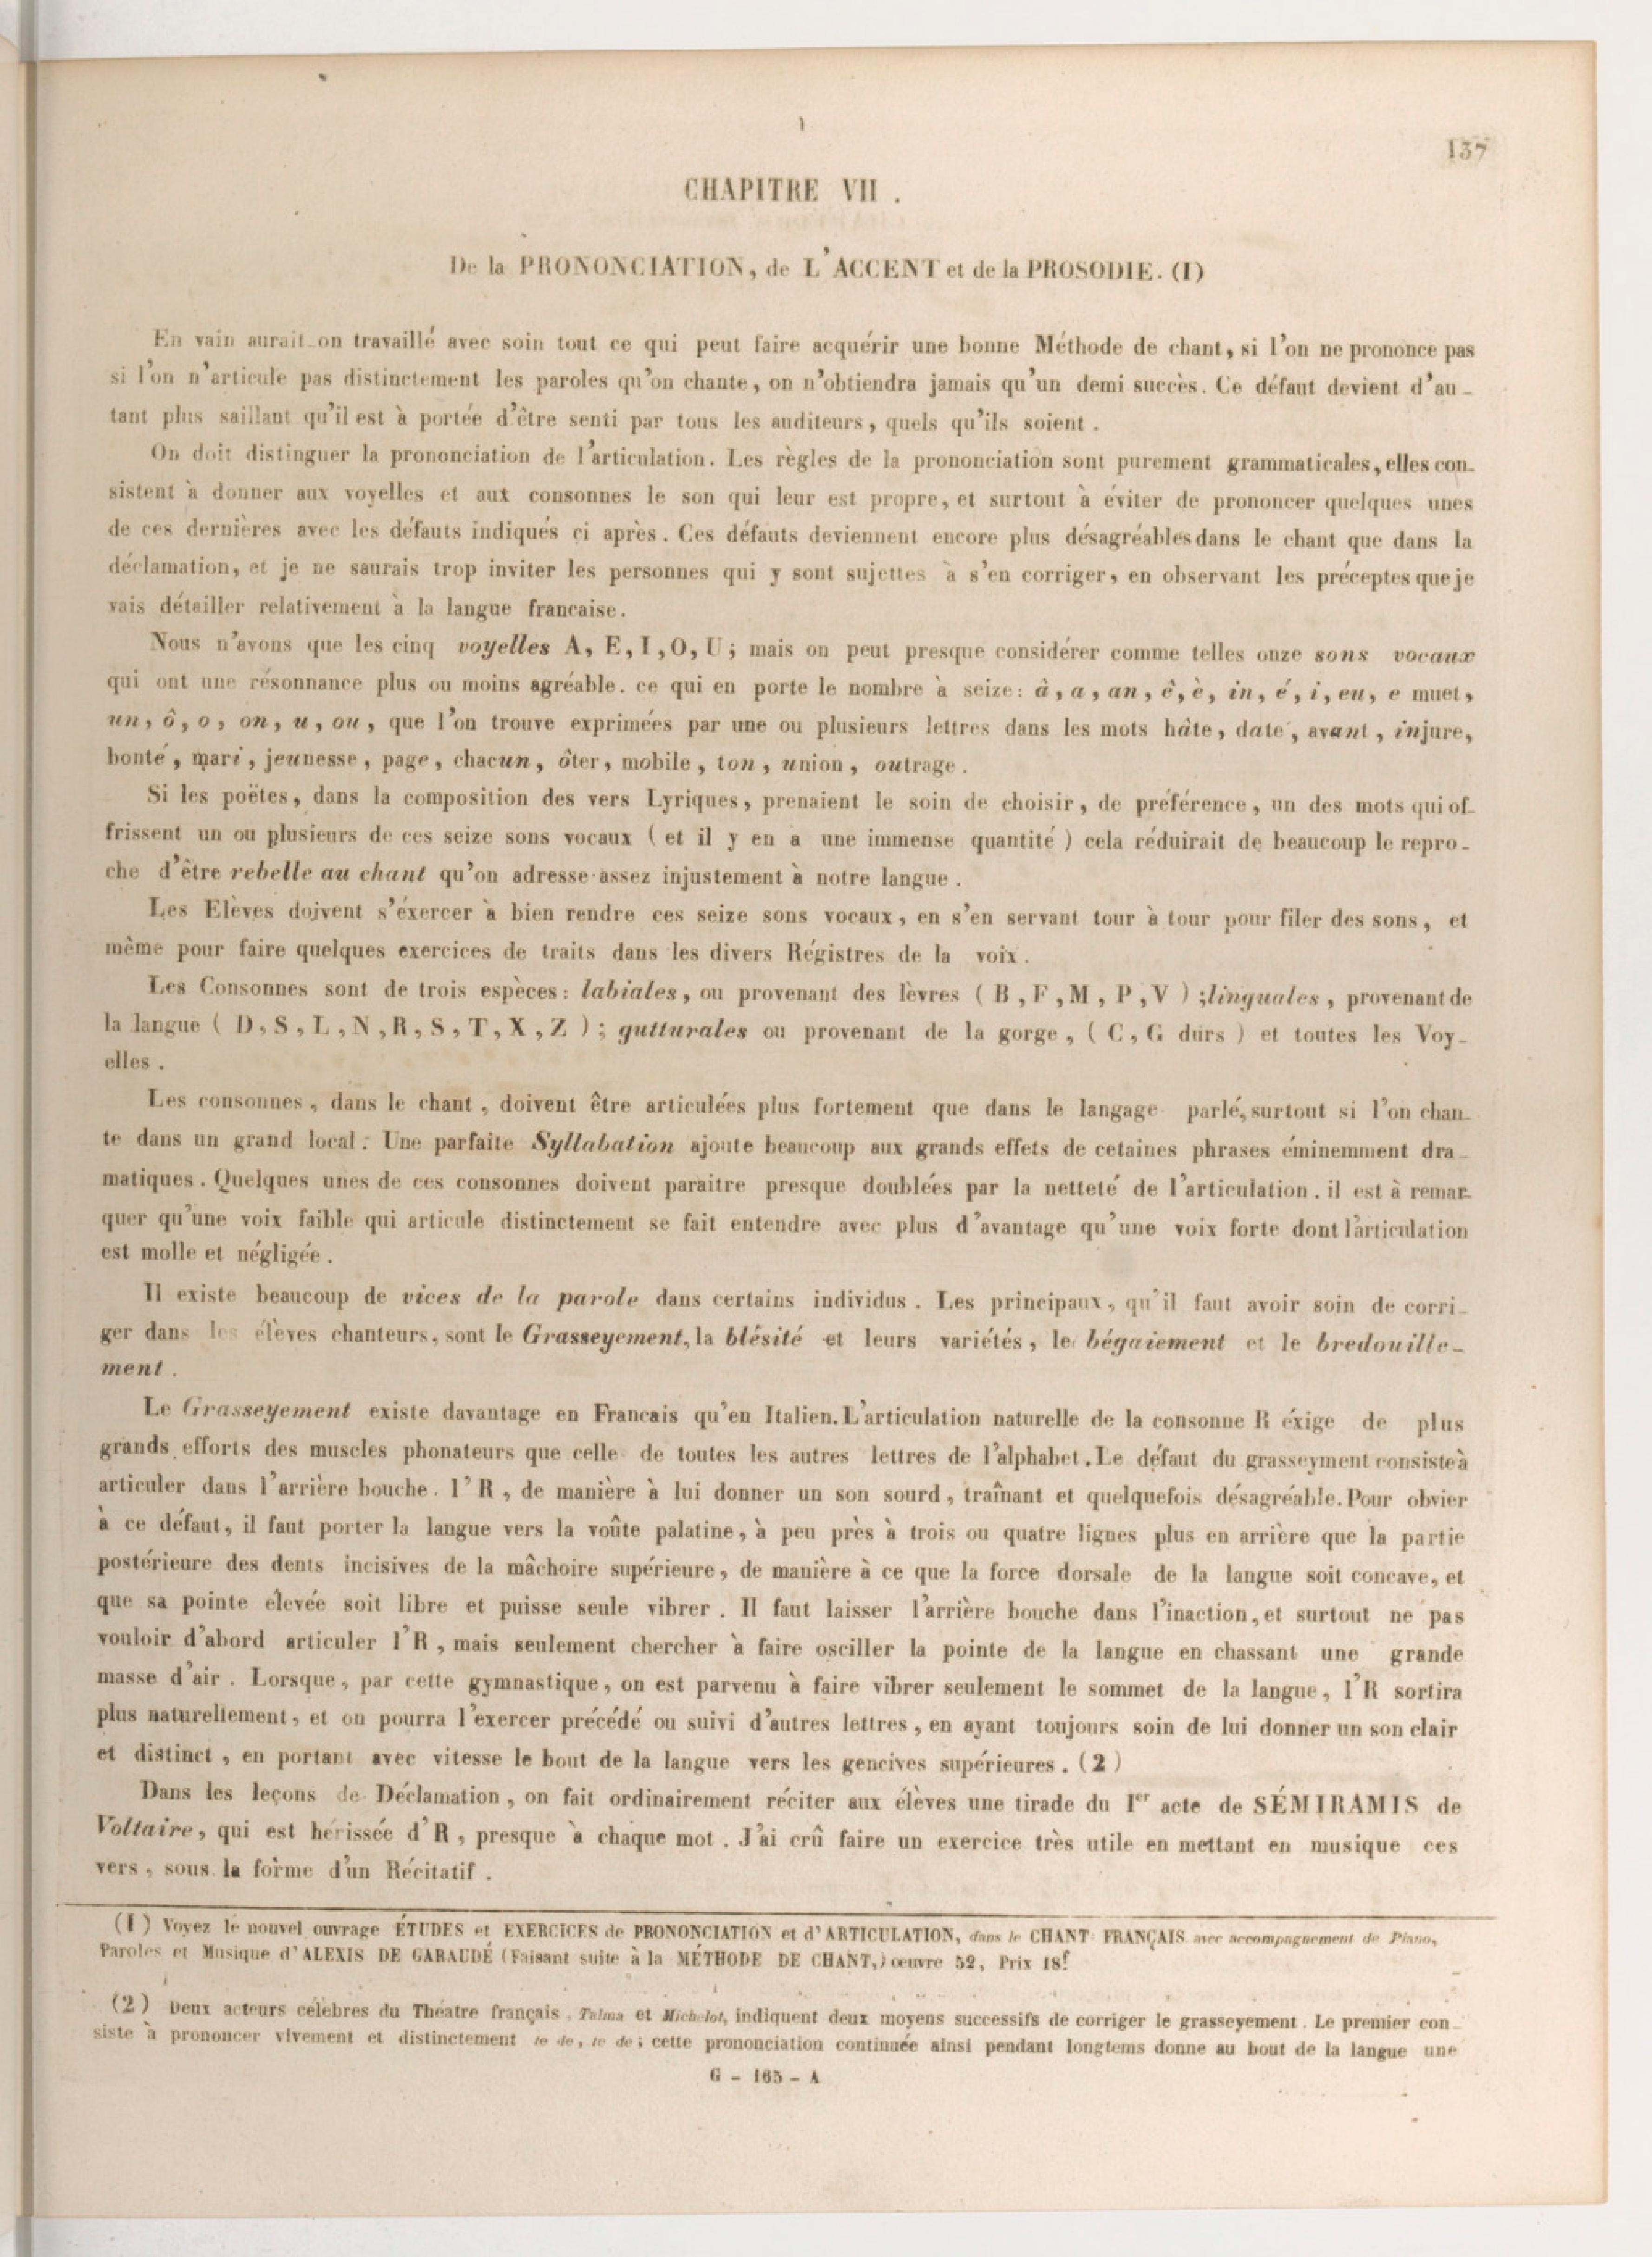 137
CHAPITRE VII .
De la PRONONCIATION, de L'ACCENT et de la PROSODIE. (I)
En vain aurait-on travaillé avec soin tout ce qui peut faire acquérir une bonne Méthode de chant, si l'on ne prononce pas
si l'on n'articule pas distinctement les paroles qu'on chante, on n'obtiendra jamais qu'un demi succès. Ce défaut devient d'au-
tant plus saillant qu'il est à portée d'être senti par tous les auditeurs, quels qu'ils soient .
On doit distinguer la prononciation de l'articulation. Les règles de la prononciation sont purement grammaticales, elles con-
sistent à donner aux voyelles et aux consonnes le son qui leur est propre, et surtout à éviter de prononcer quelques unes
de ces dernières avec les défauts indiqués ci après. Ces défauts deviennent encore plus désagréables dans le chant que dans la
déclamation, et je ne saurais trop inviter les personnes qui y sont sujettes à s'en corriger, en observant les préceptes que je
vais détailler relativement à la langue francaise.
Nous n'avons que les cinq voyelles A, E, I, O, U; mais on peut presque considérer comme telles onze sons vocaux
qui ont une résonnance plus ou moins agréable. ce qui en porte le nombre à seize: â, a, an, ê, è, in, é, i, eu, e muet,
un, ô, o, on, u, ou, que l'on trouve exprimées par une ou plusieurs lettres dans les mots hâte, daté, avant, injure,
bonté, mari, jeunesse, page, chacun, ôter, mobile, ton, union, outrage.
Si les poëtes, dans la composition des vers Lyriques, prenaient le soin de choisir, de préférence, un des mots qui of-
frissent un ou plusieurs de ces seize sons vocaux ( et il y en a une immense quantité ) cela réduirait de beaucoup le repro-
che d'être rebelle au chant qu'on adresse assez injustement à notre langue .
Les Elèves doivent s'éxercer à bien rendre ces seize sons vocaux, en s'en servant tour à tour pour filer des sons, et
même pour faire quelques exercices de traits dans les divers Régistres de la voix .
Les Consonnes sont de trois espèces: labiales, ou provenant des lèvres ( B, F, M, P, V ) ;linguales, provenant de
la langue ( D, S, L, N, R, S, T, X, Z ) ; gutturales ou provenant de la gorge, ( C, G durs ) et toutes les Voy-
elles .
Les consonnes, dans le chant, doivent être articulées plus fortement que dans le langage parlé, surtout si l'on chan-
te dans un grand local. Une parfaite Syllabation ajoute beaucoup aux grands effets de cetaines phrases éminemment dra-
matiques. Quelques unes de ces consonnes doivent paraitre presque doublées par la netteté de l'articulation. il est à remar-
quer qu'une voix faible qui articule distinctement se fait entendre avec plus d'avantage qu'une voix forte dont l'articulation
est molle et négligée .
Il existe beaucoup de vices de la parole dans certains individus . Les principaux, qu'il faut avoir soin de corri-
ger dans les élèves chanteurs, sont le Grasseyement, la blésité et leurs variétés, le bégaiement et le bredouille-
ment .
Le Grasseyement existe davantage en Francais qu'en Italien. L'articulation naturelle de la consonne R éxige de plus
grands efforts des muscles phonateurs que celle de toutes les autres lettres de l'alphabet. Le défaut du grasseyment consiste à
articuler dans l'arrière bouche. l'R, de manière à lui donner un son sourd, traînant et quelquefois désagréable. Pour obvier
à ce défaut, il faut porter la langue vers la voûte palatine, à peu près à trois ou quatre lignes plus en arrière que la partie
postérieure des dents incisives de la mâchoire supérieure, de manière à ce que la force dorsale de la langue soit concave, et
que sa pointe élevée soit libre et puisse seule vibrer . Il faut laisser l'arrière bouche dans l'inaction, et surtout ne pas
vouloir d'abord articuler l'R, mais seulement chercher à faire osciller la pointe de la langue en chassant une grande
masse d'air . Lorsque, par cette gymnastique, on est parvenu à faire vibrer seulement le sommet de la langue, l'R sortira
plus naturellement, et on pourra l'exercer précédé ou suivi d'autres lettres, en ayant toujours soin de lui donner un son clair
et distinct, en portant avec vitesse le bout de la langue vers les gencives supérieures. (2)
Dans les leçons de Déclamation, on fait ordinairement réciter aux élèves une tirade du Ier acte de SÉMIRAMIS de
Voltaire, qui est hérissée d'R, presque à chaque mot . J'ai crû faire un exercice très utile en mettant en musique ces
vers, sous la forme d'un Récitatif .
(I) Voyez le nouvel ouvrage ÉTUDES et EXERCICES de PRONONCIATION et d'ARTICULATION, dans le CHANT FRANÇAIS avec accompagnement de Piano,
Paroles et Musique d'ALEXIS DE GARAUDÉ (Faisant suite à la MÉTHODE DE CHANT,) œuvre 52, Prix 18f
(2) Deux acteurs célèbres du Théatre français, Talma et Michelot, indiquent deux moyens successifs de corriger le grasseyement. Le premier con-
siste à prononcer vivement et distinctement te de, te de; cette prononciation continuée ainsi pendant longtems donne au bout de la langue une
G - 165 - A